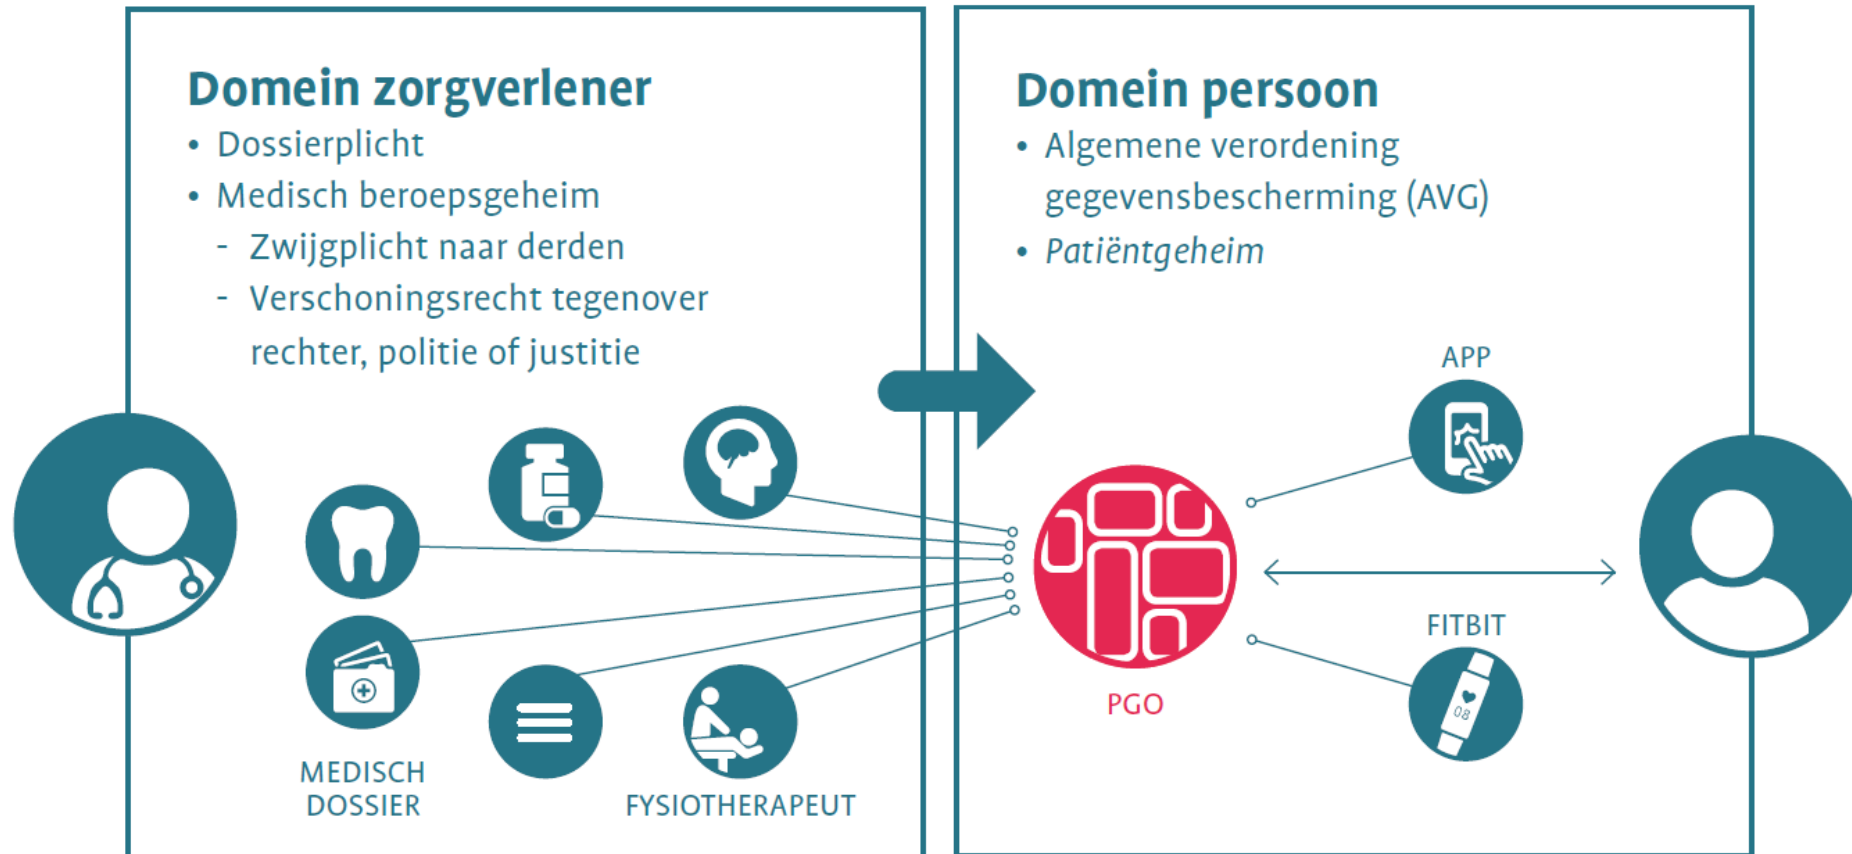 Domein zorgverlener
• Dossierplicht
• Medisch beroepsgeheim
- Zwijgplicht naar derden
- Verschoningsrecht tegenover
rechter, politie of justitie
MEDISCH
DOSSIER
FYSIOTHERAPEUT
Domein persoon
• Algemene verordening
gegevensbescherming (AVG)
• Patiëntgeheim
APP
PGO
FITBIT
08